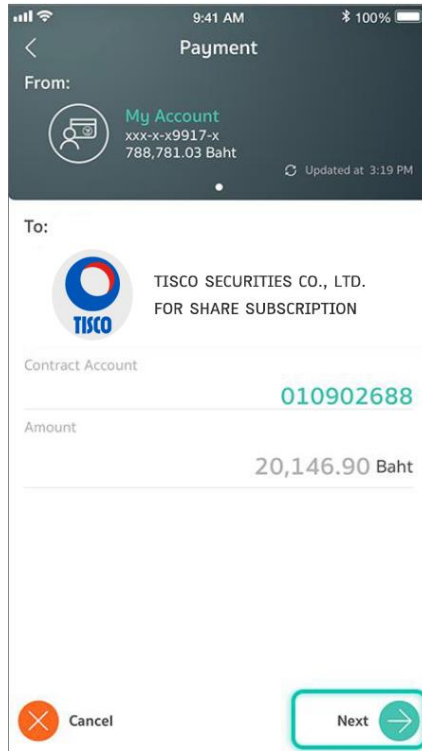 9:41 AM
100%
Payment
From:
My Account
xxx-x-x9917-x
788,781.03 Baht
Updated at 3:19 PM
To:
TISCO
TISCO SECURITIES CO., LTD.
FOR SHARE SUBSCRIPTION
Contract Account
010902688
Amount
20,146.90 Baht
Cancel
Next